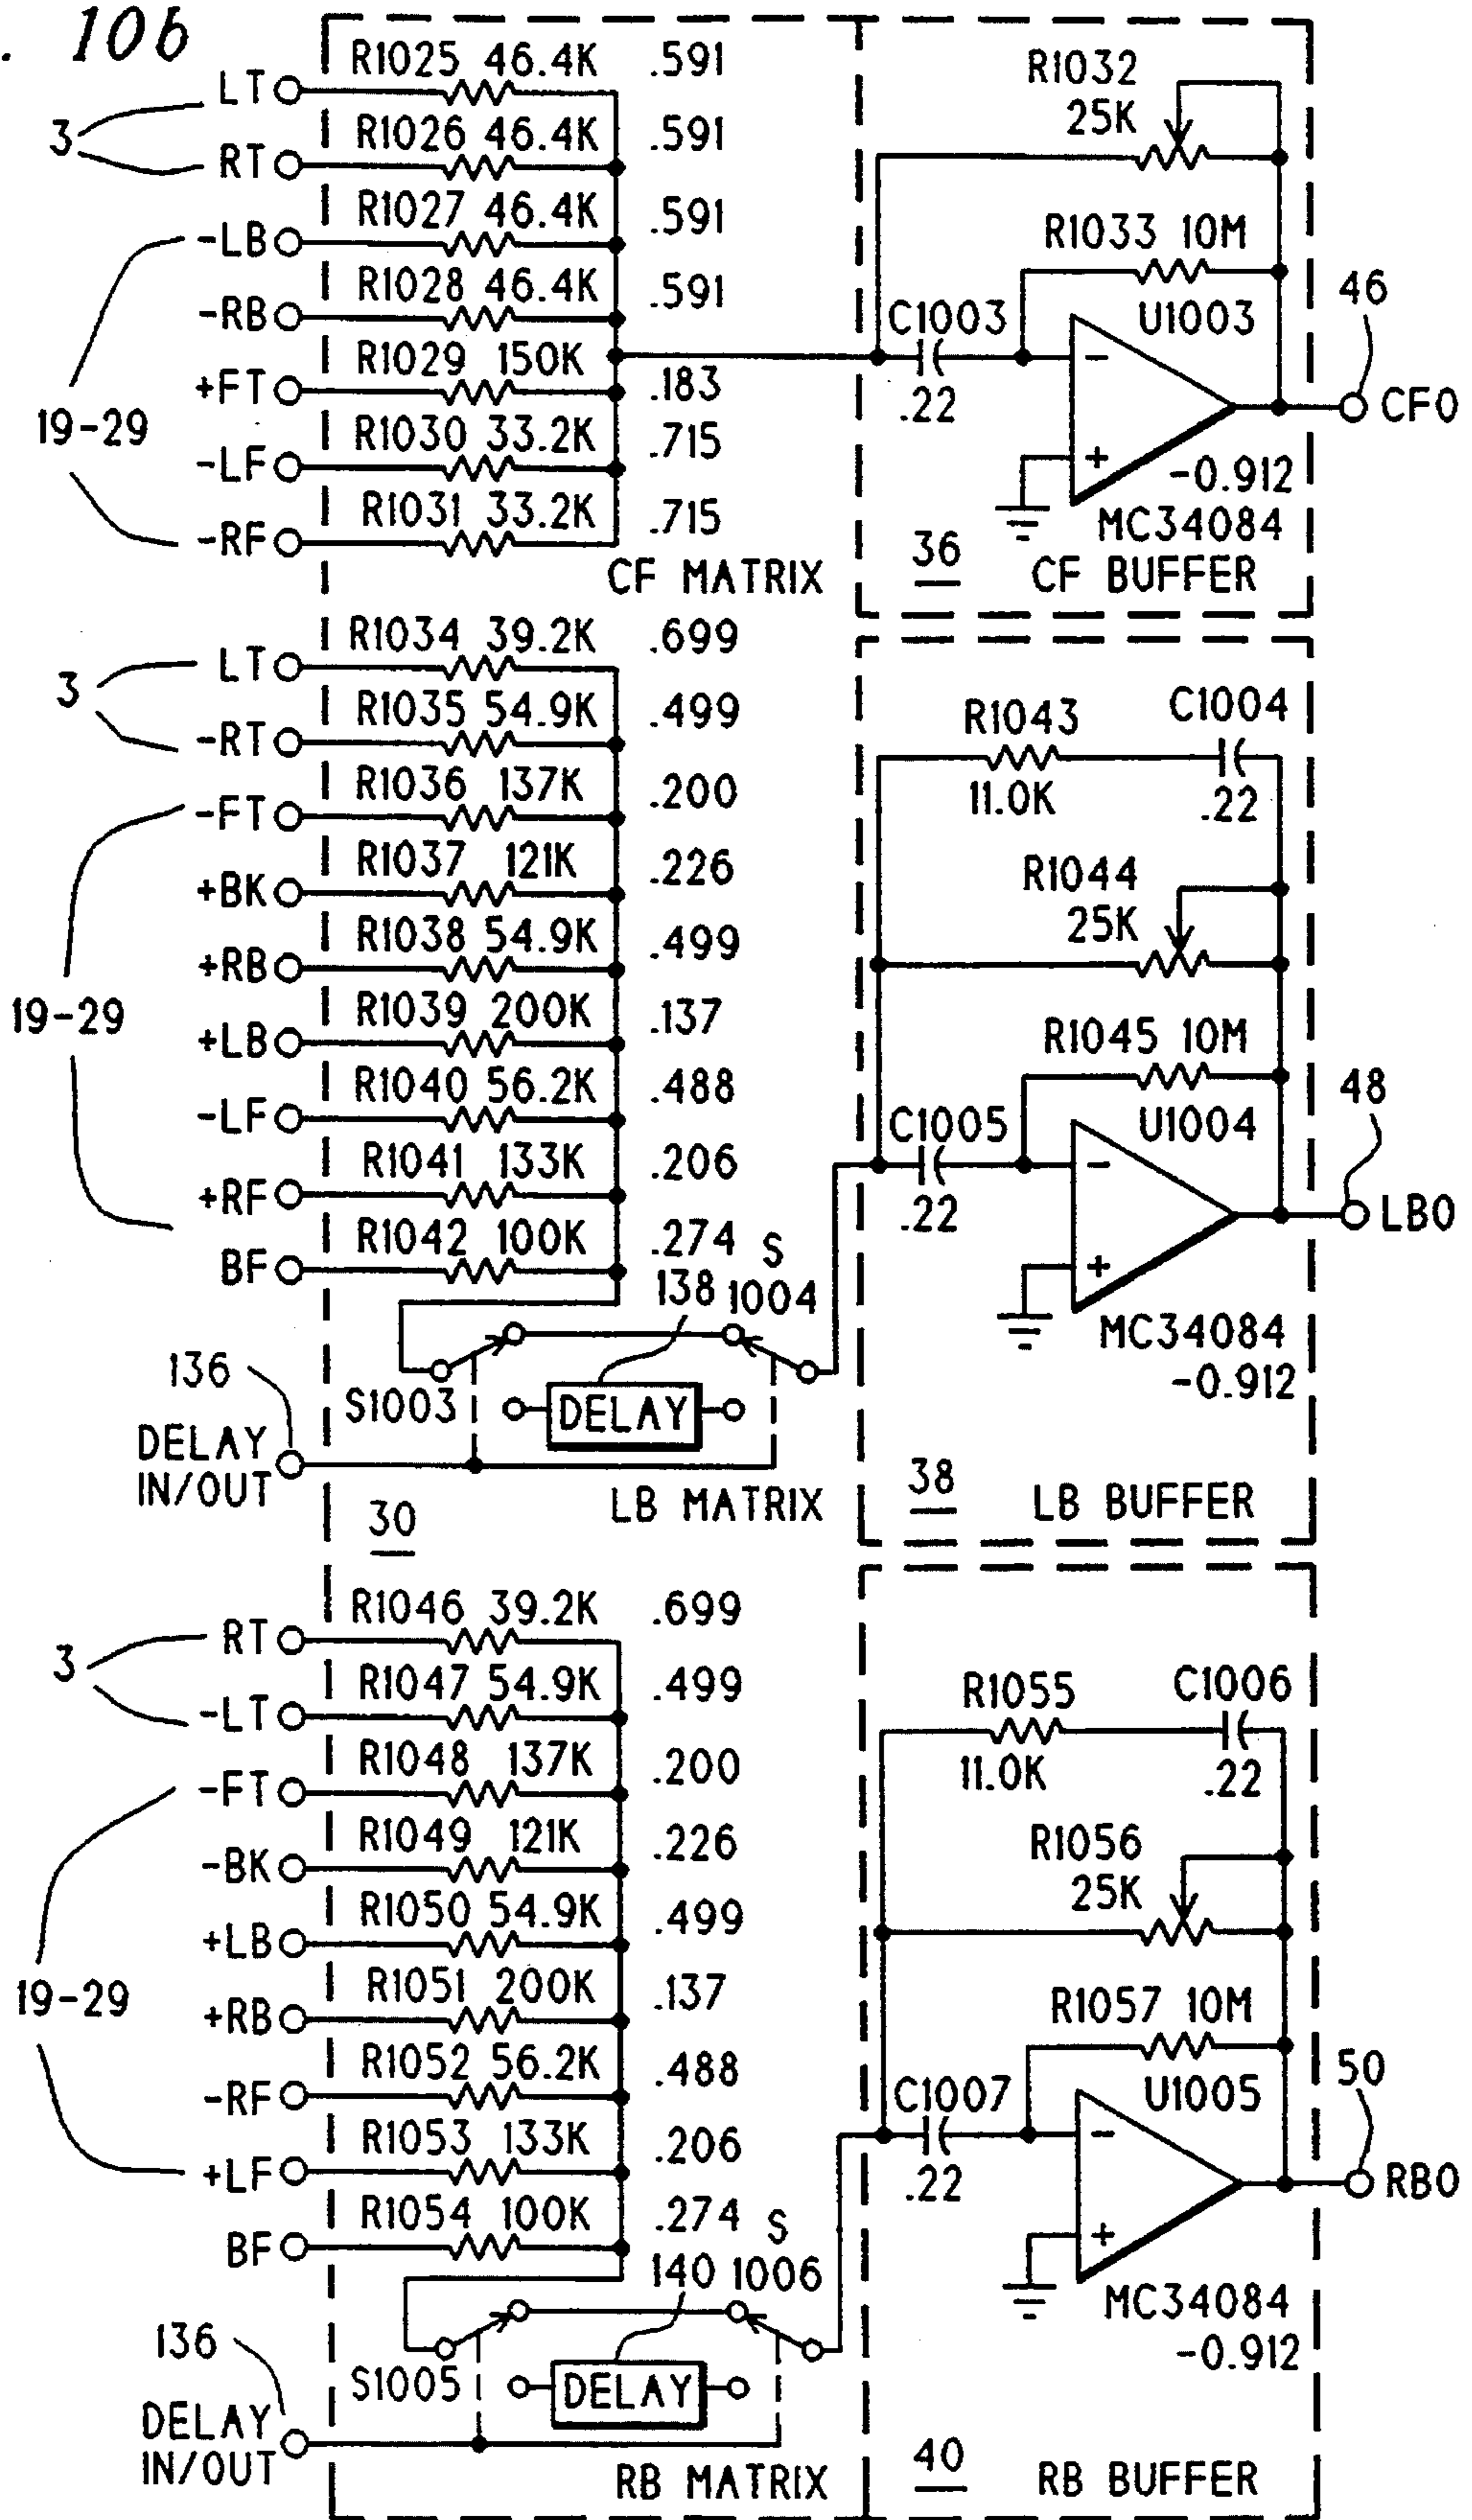 . 10b
R1025 46.4K .591
LT
R1026 46.4K .591
3
RT
R1027 46.4K .591
-LB
R1028 46.4K .591
-RB
R1029 150K .183
+FT
19-29
R1030 33.2K .715
-LF
R1031 33.2K .715
-RF
CF MATRIX
R1032
25K
R1033 10M
C1003
.22
U1003
-
+
46
CFO
-0.912
MC34084
36
CF BUFFER
R1034 39.2K .699
LT
3
R1035 54.9K .499
-RT
R1036 137K .200
-FT
R1037 121K .226
+BK
R1038 54.9K .499
+RB
19-29
R1039 200K .137
+LB
R1040 56.2K .488
-LF
R1041 133K .206
+RF
R1042 100K .274
BF
S
138 1004
136
S1003
DELAY
DELAY
IN/OUT
LB MATRIX
30
R1043
11.0K
C1004
.22
R1044
25K
R1045 10M
C1005
.22
U1004
-
+
48
LBO
MC34084
-0.912
38
LB BUFFER
R1046 39.2K .699
RT
3
R1047 54.9K .499
-LT
R1048 137K .200
-FT
R1049 121K .226
-BK
R1050 54.9K .499
+LB
19-29
R1051 200K .137
+RB
R1052 56.2K .488
-RF
R1053 133K .206
+LF
R1054 100K .274
BF
S
140 1006
136
S1005
DELAY
DELAY
IN/OUT
RB MATRIX
R1055
11.0K
C1006
.22
R1056
25K
R1057 10M
C1007
.22
U1005
-
+
50
RBO
MC34084
-0.912
40
RB BUFFER